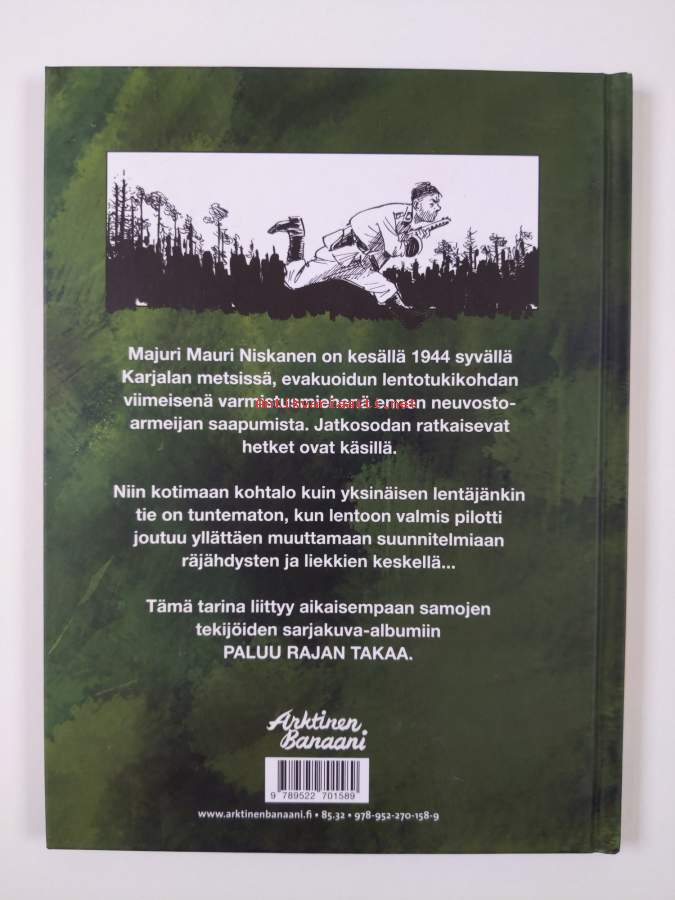 Majuri Mauri Niskanen on kesällä 1944 syvällä
Karjalan metsissä, evakuoidun lentotukikohdan
viimeisenä varmistusmiehenä ennen neuvosto-
armeijan saapumista. Jatkosodan ratkaisevat
hetket ovat käsillä.
Niin kotimaan kohtalo kuin yksinäisen lentäjänkin
tie on tuntematon, kun lentoon valmis pilotti
joutuu yllättäen muuttamaan suunnitelmiaan
räjähdysten ja liekkien keskellä...
Tämä tarina liittyy aikaisempaan samojen
tekijöiden sarjakuva-albumiin
PALUU RAJAN TAKAA.
Arktinen
Banaani
9 789522 701589
www.arktinenbanaani.fi • 85.32 • 978-952-270-158-9